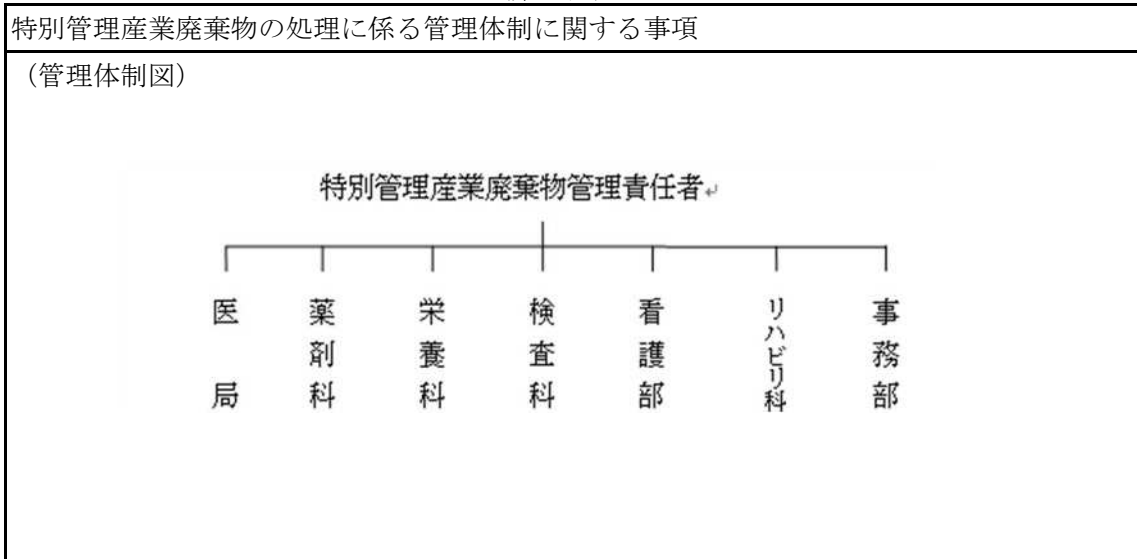 特別管理産業廃棄物の処理に係る管理体制に関する事項
（管理体制図）
特別管理産業廃棄物管理責任者↵
医局
薬剤科
栄養科
検査科
看護部
リハビリ科
事務部